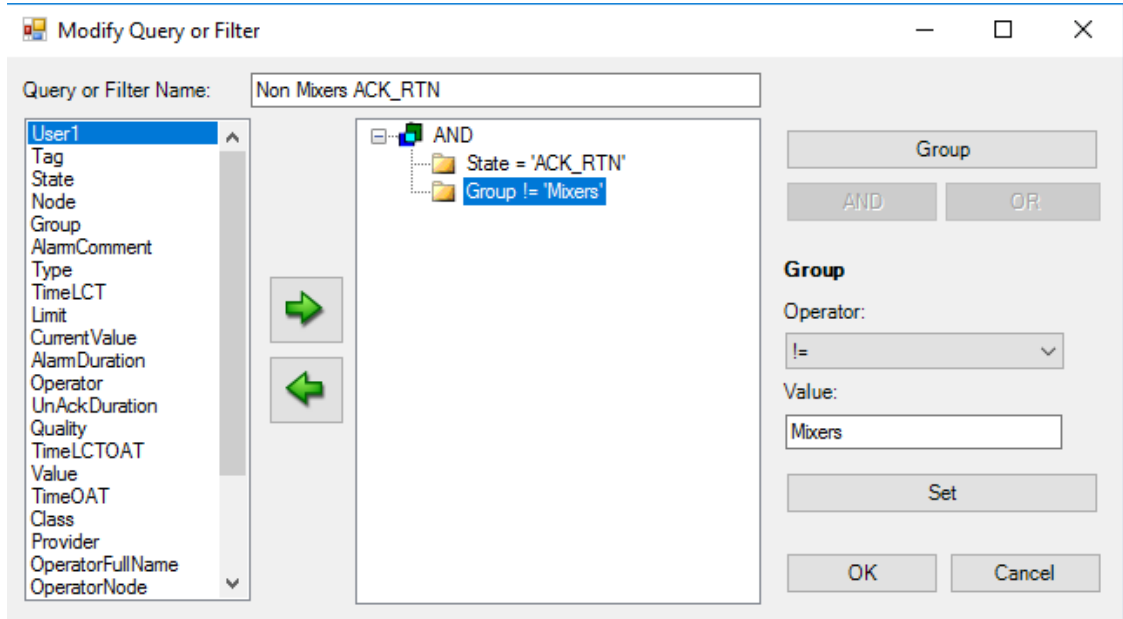 Modify Query or Filter
Query or Filter Name:
Non Mixers ACK_RTN
User1
Tag
State
Node
Group
AlarmComment
Type
TimeLCT
Limit
CurrentValue
AlarmDuration
Operator
UnAckDuration
Quality
TimeLCTOAT
Value
TimeOAT
Class
Provider
OperatorFullName
OperatorNode
AND
State = 'ACK_RTN'
Group != 'Mixers'
Group
AND
OR
Group
Operator:
!=
Value:
Mixers
Set
OK
Cancel